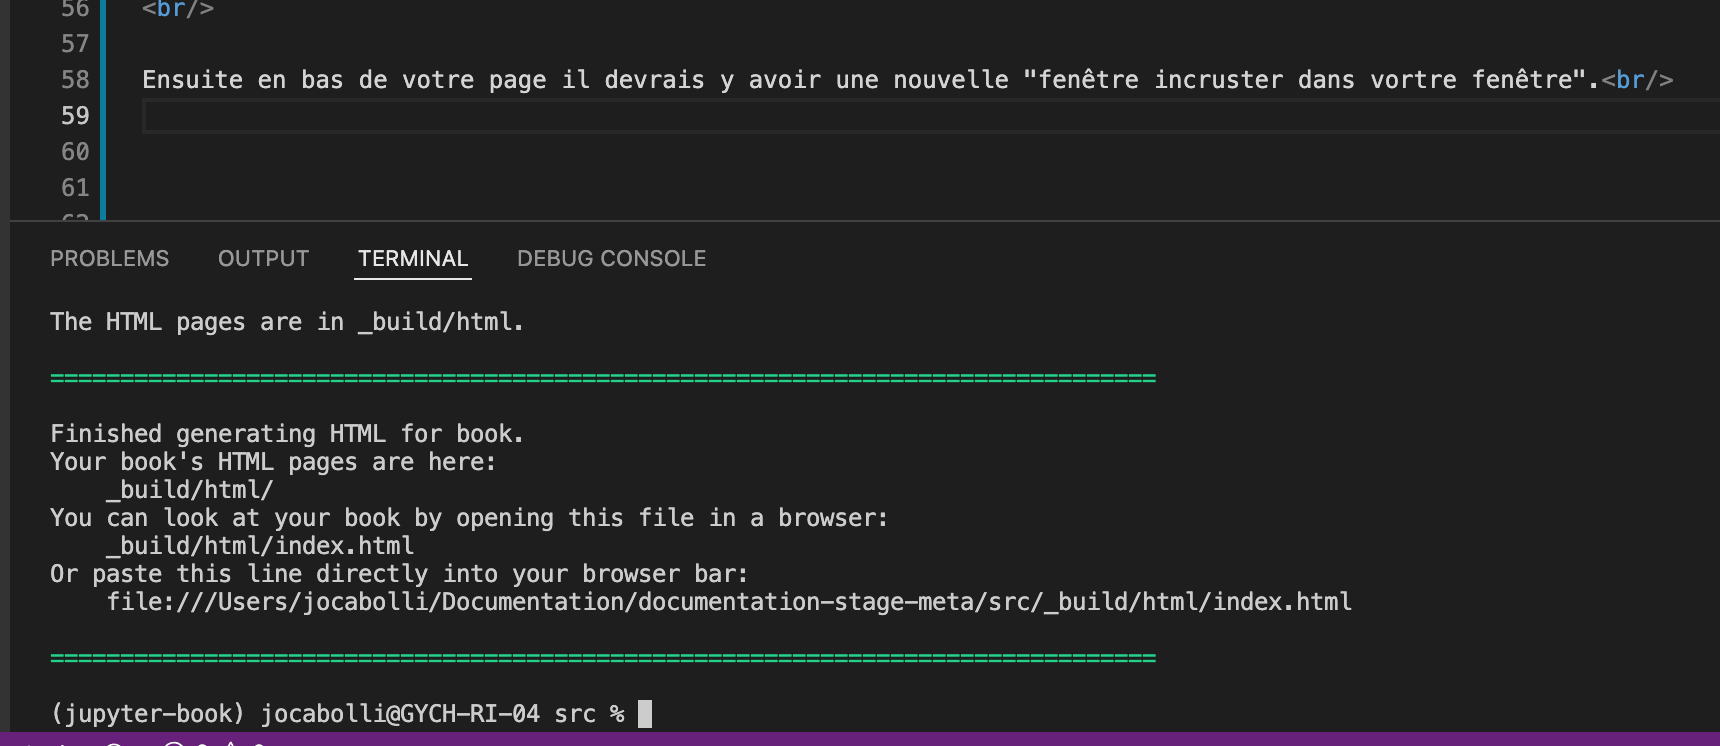 56 <br/>
57
58 Ensuite en bas de votre page il devrais y avoir une nouvelle "fenêtre incruster dans vortre fenêtre".<br/>
59
60
61
PROBLEMS OUTPUT TERMINAL DEBUG CONSOLE
The HTML pages are in _build/html.
===============================================================================
Finished generating HTML for book.
Your book's HTML pages are here:
    _build/html/
You can look at your book by opening this file in a browser:
    _build/html/index.html
Or paste this line directly into your browser bar:
    file:///Users/jocabolli/Documentation/documentation-stage-meta/src/_build/html/index.html
===============================================================================
(jupyter-book) jocabolli@GYCH-RI-04 src %